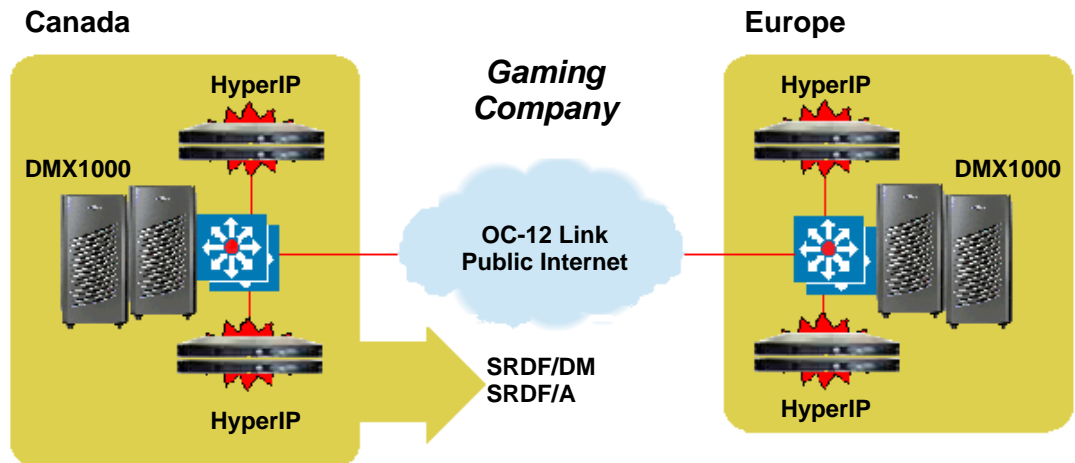 Canada
Europe
Gaming
Company
HyperIP
HyperIP
DMX1000
DMX1000
OC-12 Link
Public Internet
SRDF/DM
SRDF/A
HyperIP
HyperIP